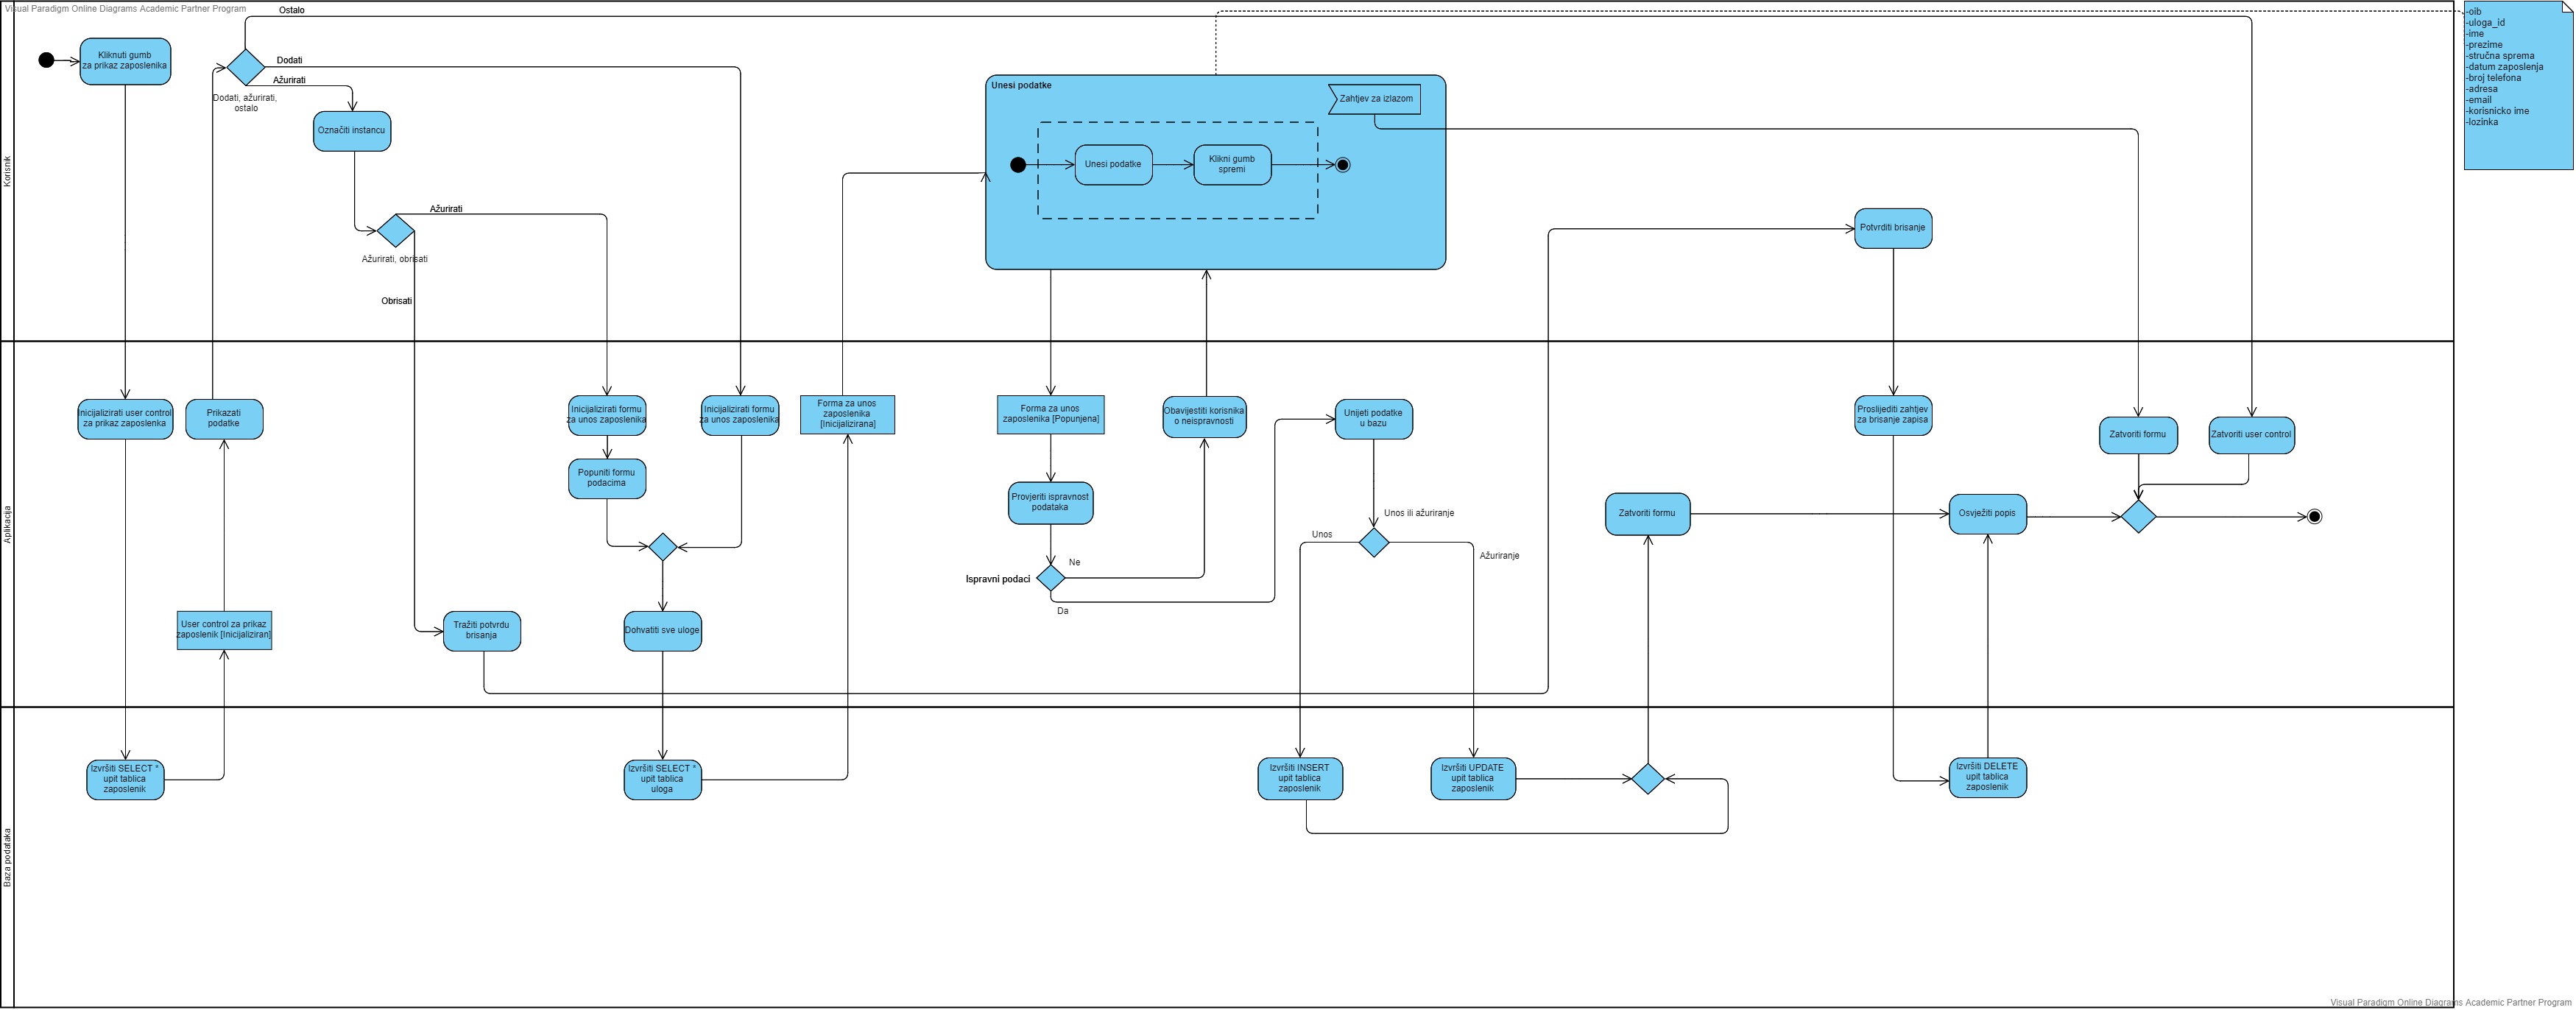 Visual Paradigm Online Diagrams Academic Partner Program
Korisnik
Kliknuti gumb
za prikaz zaposlenika
Ostalo
Dodati
Ažurirati
Dodati, ažurirati,
ostalo
Označiti instancu
Ažurirati
Ažurirati, obrisati
Obrisati
Unesi podatke
Zahtjev za izlazom
Unesi podatke
Klikni gumb
spremi
Potvrditi brisanje
-oib
-uloga_id
-ime
-prezime
-stručna sprema
-datum zaposlenja
-broj telefona
-adresa
-email
-korisnicko ime
-lozinka
Aplikacija
Inicijalizirati user control
za prikaz zaposlenka
Prikazati
podatke
User control za prikaz
zaposlenik [Inicijaliziran]
Tražiti potvrdu
brisanja
Inicijalizirati formu
za unos zaposlenika
Popuniti formu
podacima
Inicijalizirati formu
za unos zaposlenika
Dohvatiti sve uloge
Forma za unos
zaposlenika
[Inicijalizirana]
Forma za unos
zaposlenika [Popunjena]
Provjeriti ispravnost
podataka
Ispravni podaci
Ne
Da
Obavijestiti korisnika
o neispravnosti
Unijeti podatke
u bazu
Unos ili ažuriranje
Unos
Ažuriranje
Zatvoriti formu
Proslijediti zahtjev
za brisanje zapisa
Osvježiti popis
Zatvoriti formu
Zatvoriti user control
Baza podataka
Izvršiti SELECT *
upit tablica
zaposlenik
Izvršiti SELECT *
upit tablica
uloga
Izvršiti INSERT
upit tablica
zaposlenik
Izvršiti UPDATE
upit tablica
zaposlenik
Izvršiti DELETE
upit tablica
zaposlenik
Visual Paradigm Online Diagrams Academic Partner Program